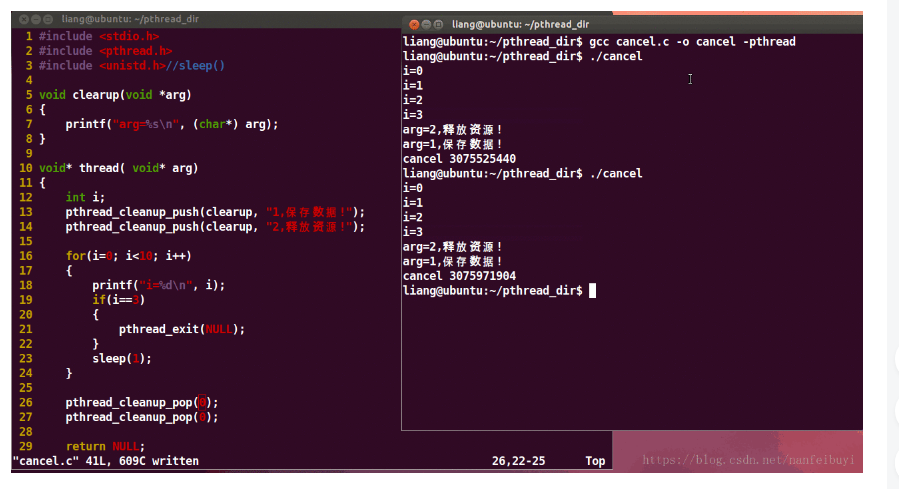 liang@ubuntu: ~/pthread_dir
1 #include <stdio.h>
2 #include <pthread.h>
3 #include <unistd.h>//sleep()
4
5 void clearup(void *arg)
6 {
7     printf("arg=%s\n", (char*) arg);
8 }
9
10 void* thread( void* arg)
11 {
12     int i;
13     pthread_cleanup_push(clearup, "1,保存数据!");
14     pthread_cleanup_push(clearup, "2,释放资源!");
15
16     for(i=0; i<10; i++)
17     {
18         printf("i=%d\n", i);
19         if(i==3)
20         {
21             pthread_exit(NULL);
22         }
23         sleep(1);
24     }
25
26     pthread_cleanup_pop(0);
27     pthread_cleanup_pop(0);
28
29     return NULL;
"cancel.c" 41L, 609C written 26,22-25 Top
liang@ubuntu: ~/pthread_dir
liang@ubuntu:~/pthread_dir$ gcc cancel.c -o cancel -pthread
liang@ubuntu:~/pthread_dir$ ./cancel
i=0
i=1
i=2
i=3
arg=2,释放资源!
arg=1,保存数据!
cancel 3075525440
liang@ubuntu:~/pthread_dir$ ./cancel
i=0
i=1
i=2
i=3
arg=2,释放资源!
arg=1,保存数据!
cancel 3075971904
liang@ubuntu:~/pthread_dir$
https://blog.csdn.net/nanfeibuyi